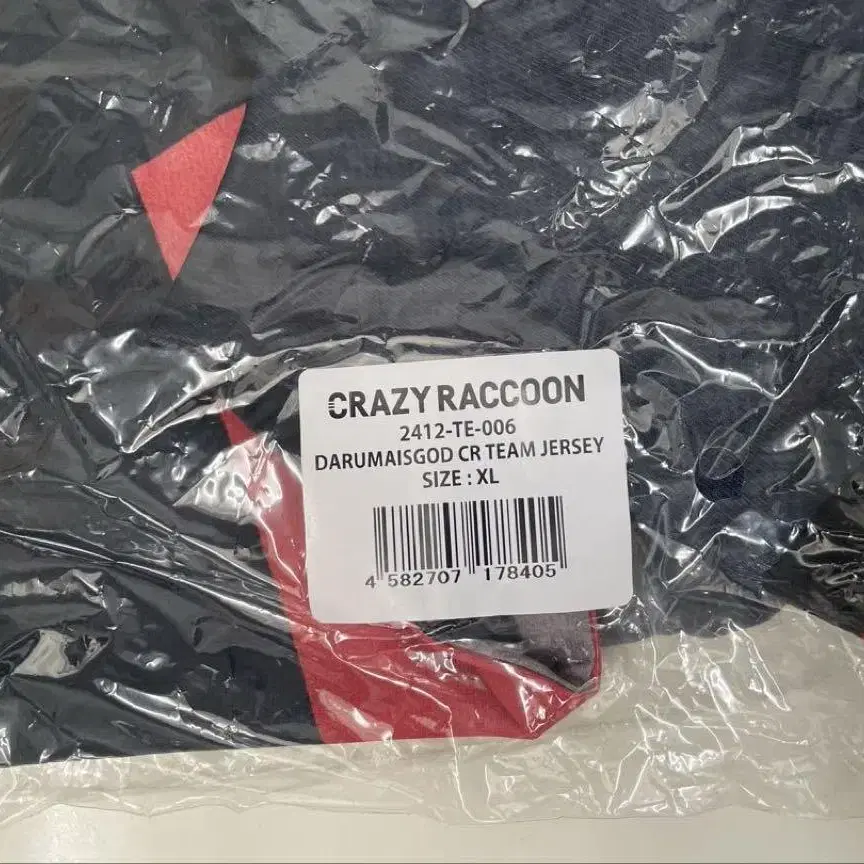 CRAZY RACCOON
2412-TE-006
DARUMAISGOD CR TEAM JERSEY
SIZE : XL
4 582707 178405